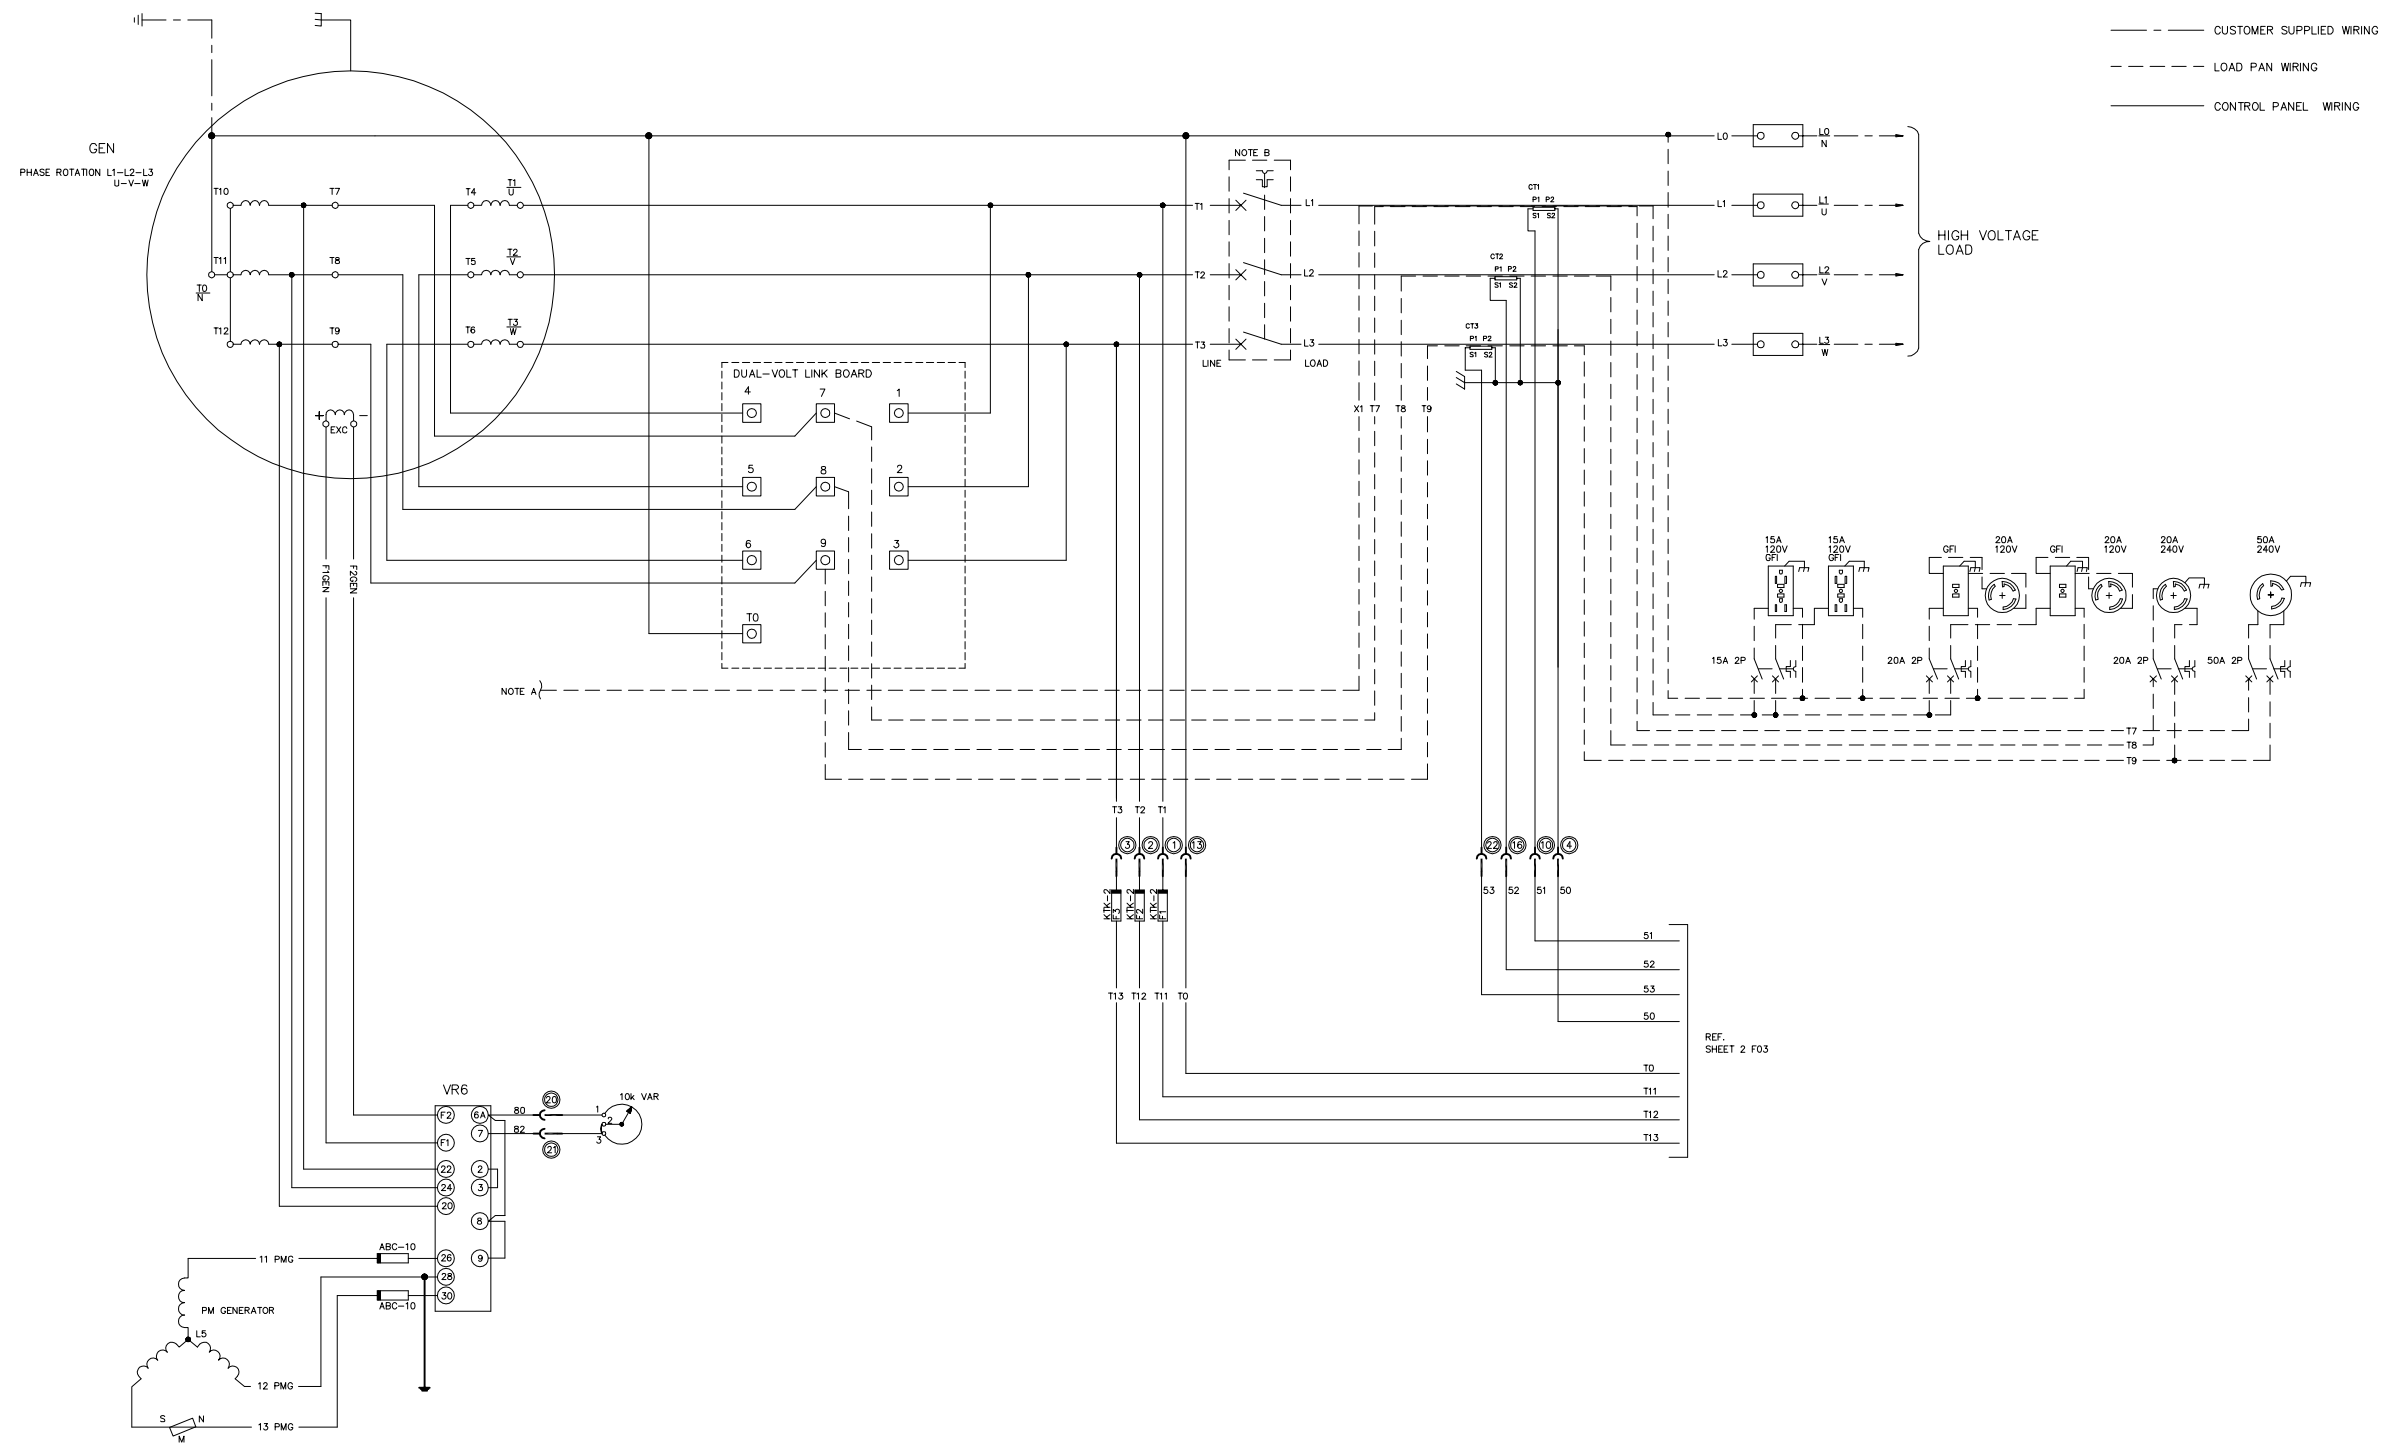 CUSTOMER SUPPLIED WIRING
LOAD PAN WIRING
CONTROL PANEL WIRING
GEN
PHASE ROTATION L1-L2-L3
U-V-W
T10
T7
T4
T1
U
T11
T8
T5
T2
V
T0
N
T12
T9
T6
T3
W
+
-
EXC
F1GEN
F2GEN
DUAL-VOLT LINK BOARD
4
7
1
5
8
2
6
9
3
T0
NOTE A
NOTE B
T1
T2
T3
L1
L2
L3
LINE
LOAD
CT1
P1 P2
S1 S2
CT2
P1 P2
S1 S2
CT3
P1 P2
S1 S2
X1
T7
T8
T9
L0
L0
N
L1
L1
U
L2
L2
V
L3
L3
W
HIGH VOLTAGE
LOAD
15A
120V
GFI
15A
120V
GFI
GFI
20A
120V
GFI
20A
120V
20A
240V
50A
240V
15A 2P
20A 2P
20A 2P
50A 2P
T7
T8
T9
T3
T2
T1
3
2
1
13
22
16
10
4
KTK-2
F3
KTK-2
F2
KTK-2
F1
53
52
51
50
51
52
53
50
T13
T12
T11
T0
T0
T11
T12
T13
REF.
SHEET 2 F03
VR6
F2
6A
80
20
1
2
3
10k VAR
7
82
21
F1
22
2
24
3
20
8
26
9
28
30
ABC-10
ABC-10
11 PMG
PM GENERATOR
L5
12 PMG
13 PMG
S
N
M